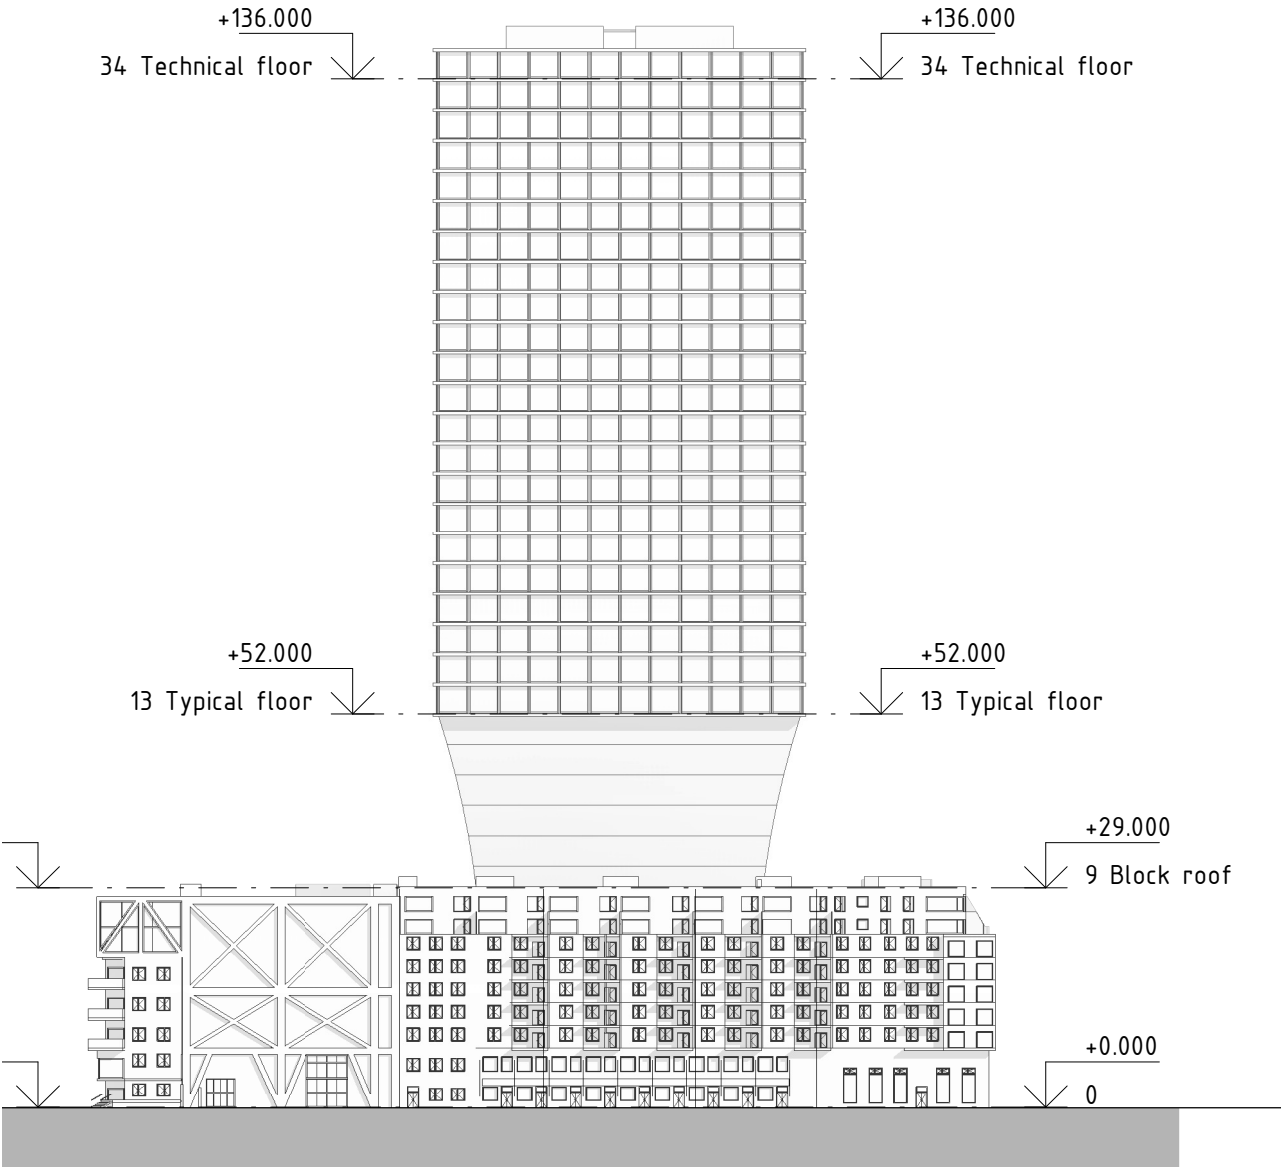 +136.000
+136.000
34 Technical floor
34 Technical floor
+52.000
+52.000
13 Typical floor
13 Typical floor
+29.000
9 Block roof
+0.000
0